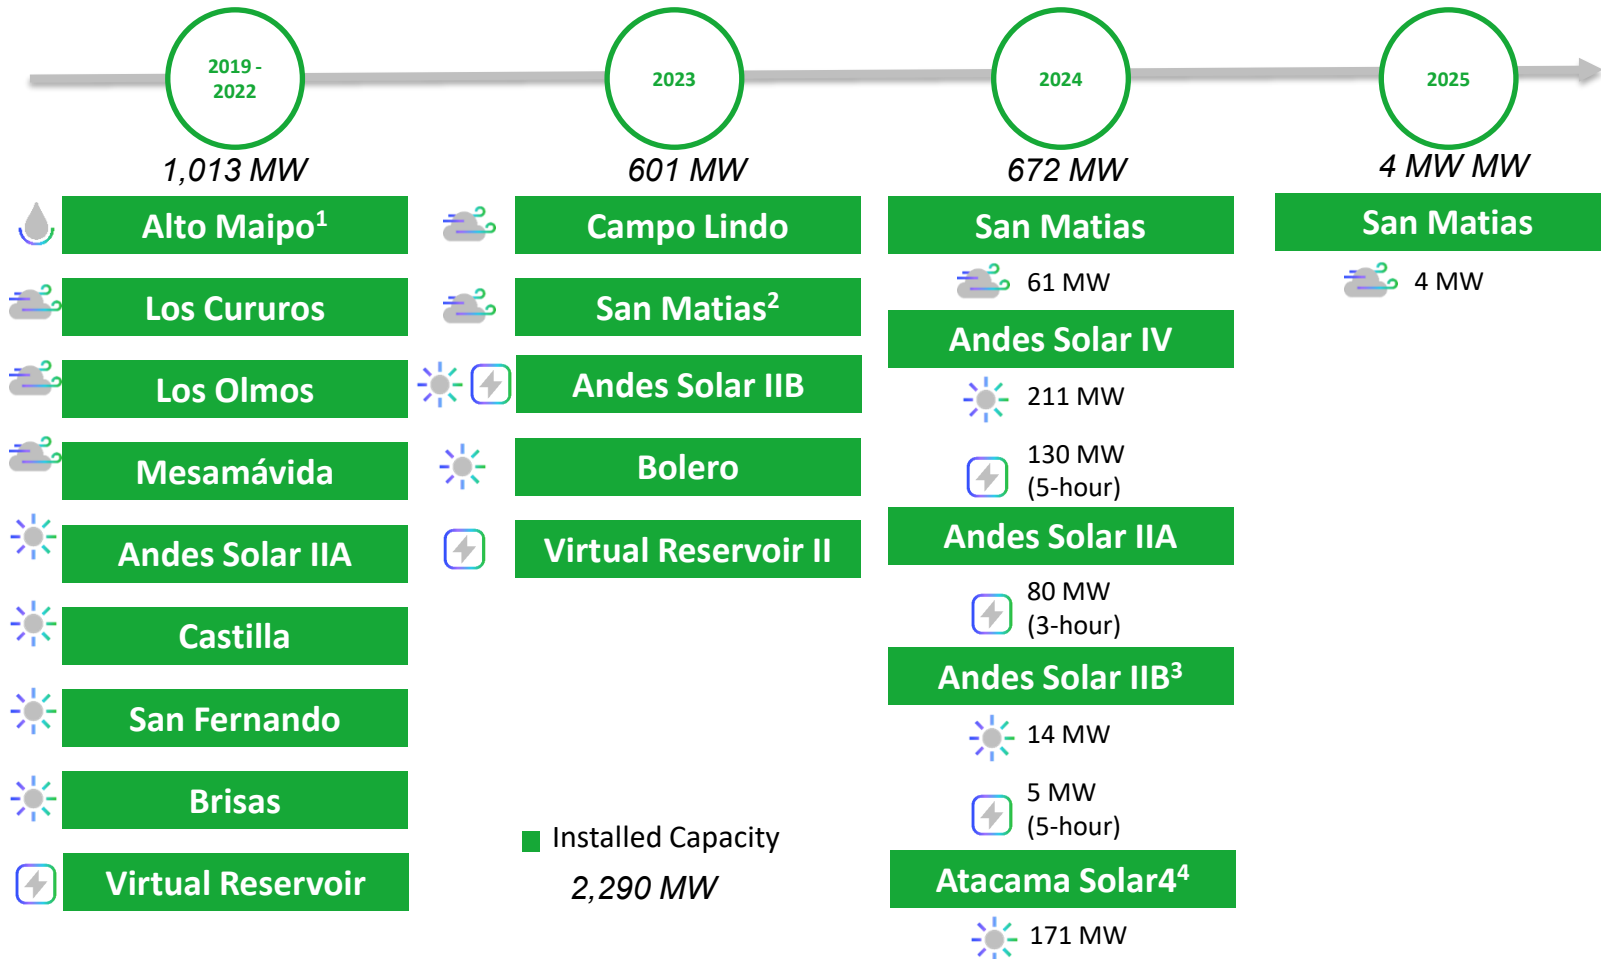 2019 -
2022
1,013 MW
Alto Maipo1
Los Cururos
Los Olmos
Mesamávida
Andes Solar IIA
Castilla
San Fernando
Brisas
Virtual Reservoir
2023
601 MW
Campo Lindo
San Matias2
Andes Solar IIB
Bolero
Virtual Reservoir II
Installed Capacity
2,290 MW
2024
672 MW
San Matias
61 MW
Andes Solar IV
211 MW
130 MW
(5-hour)
Andes Solar IIA
80 MW
(3-hour)
Andes Solar IIB3
14 MW
5 MW
(5-hour)
Atacama Solar4⁴
171 MW
2025
4 MW MW
San Matias
4 MW